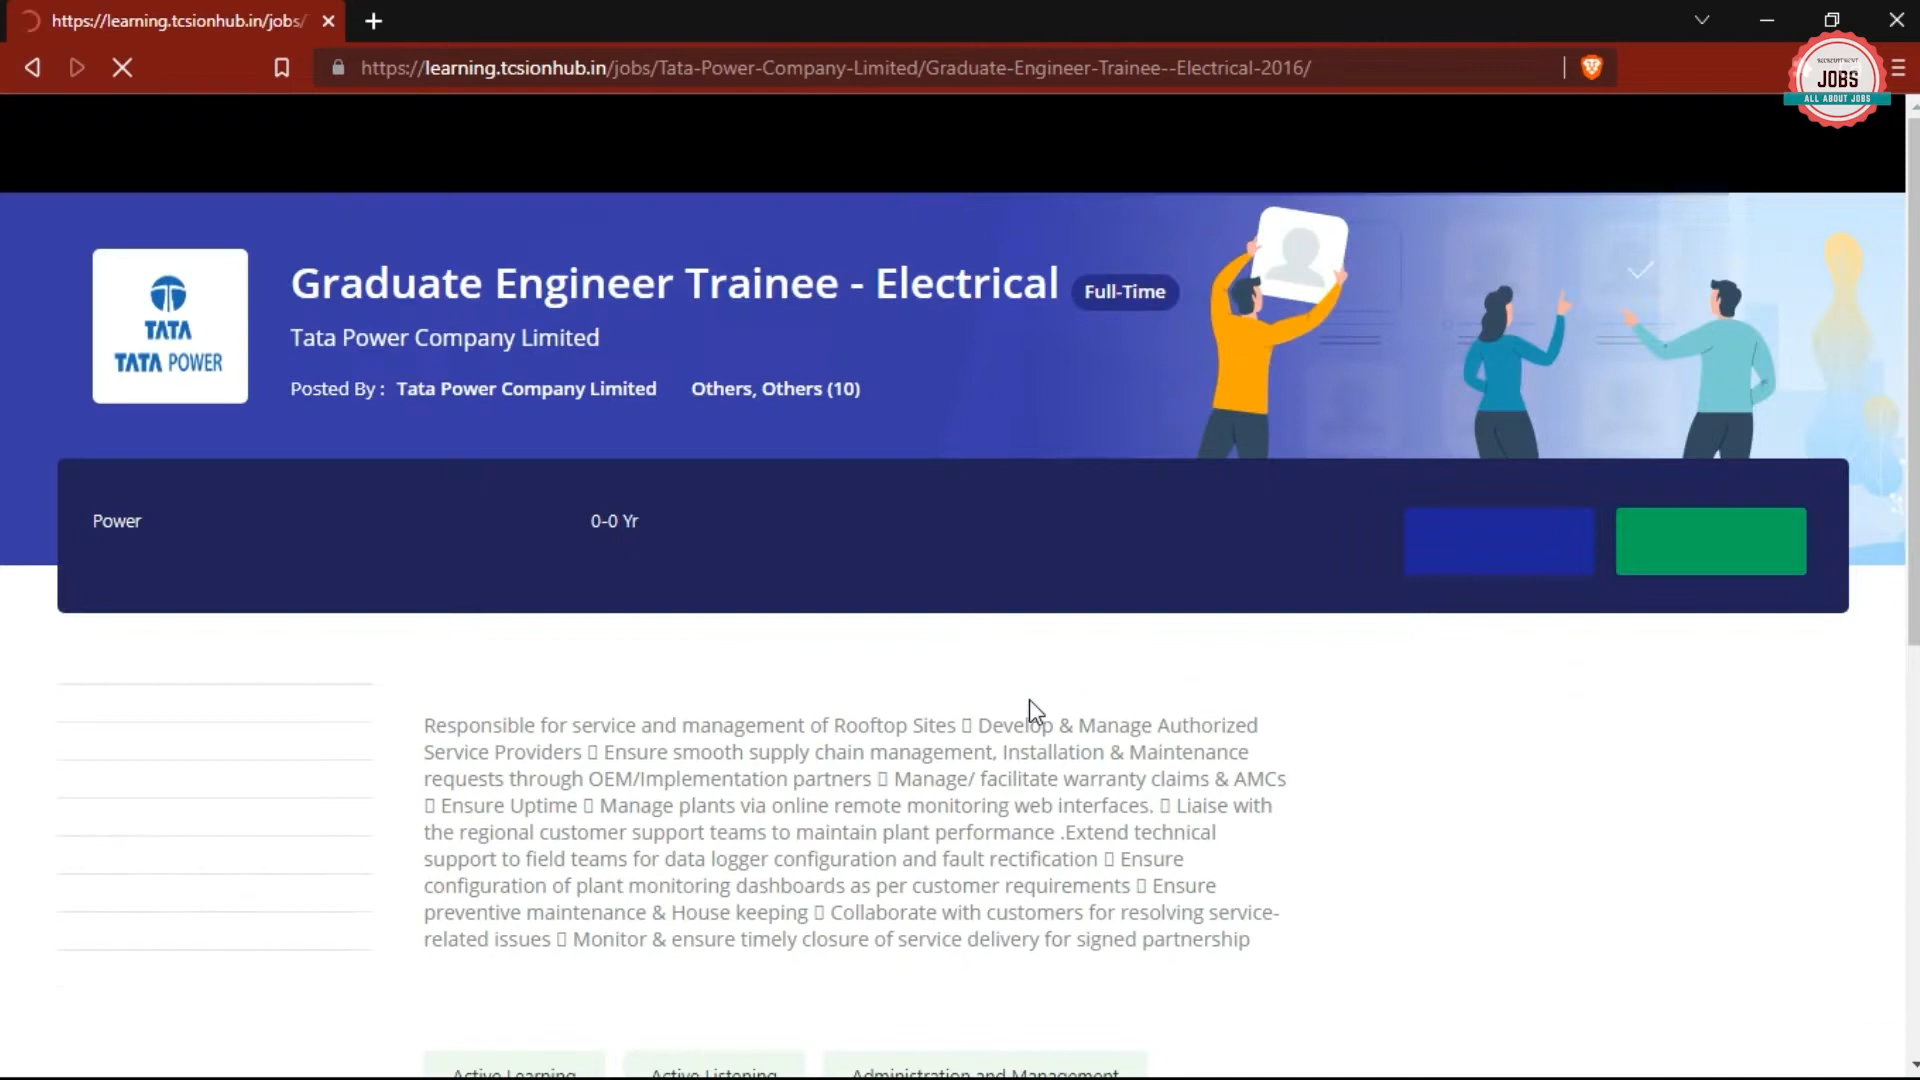 https://learning.tcsionhub.in/jobs/
https://learning.tcsionhub.in/jobs/Tata-Power-Company-Limited/Graduate-Engineer-Trainee--Electrical-2016/
RECRUITMENT
JOBS
ALL ABOUT JOBS
TATA
TATA POWER
Graduate Engineer Trainee - Electrical
Full-Time
Tata Power Company Limited
Posted By : Tata Power Company Limited Others, Others (10)
Power 0-0 Yr
Responsible for service and management of Rooftop Sites  Develop & Manage Authorized
Service Providers  Ensure smooth supply chain management, Installation & Maintenance
requests through OEM/Implementation partners  Manage/ facilitate warranty claims & AMCs
 Ensure Uptime  Manage plants via online remote monitoring web interfaces.  Liaise with
the regional customer support teams to maintain plant performance .Extend technical
support to field teams for data logger configuration and fault rectification  Ensure
configuration of plant monitoring dashboards as per customer requirements  Ensure
preventive maintenance & House keeping  Collaborate with customers for resolving service-
related issues  Monitor & ensure timely closure of service delivery for signed partnership
Active Learning Active Listening Administration and Management